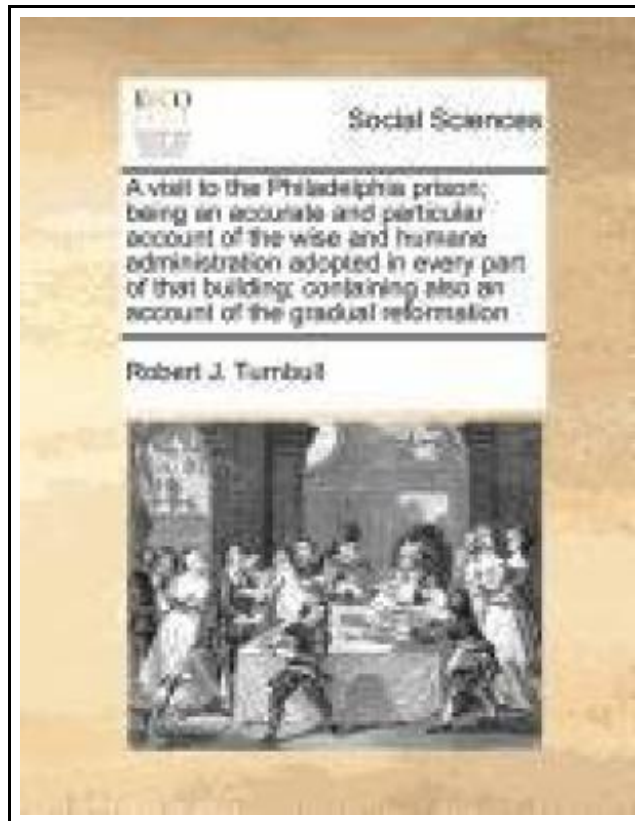 ECCO
Social Sciences
A visit to the Philadelphia prison;
being an accurate and particular
account of the wise and humane
administration adopted in every part
of that building; containing also an
account of the gradual reformation
Robert J. Turnbull